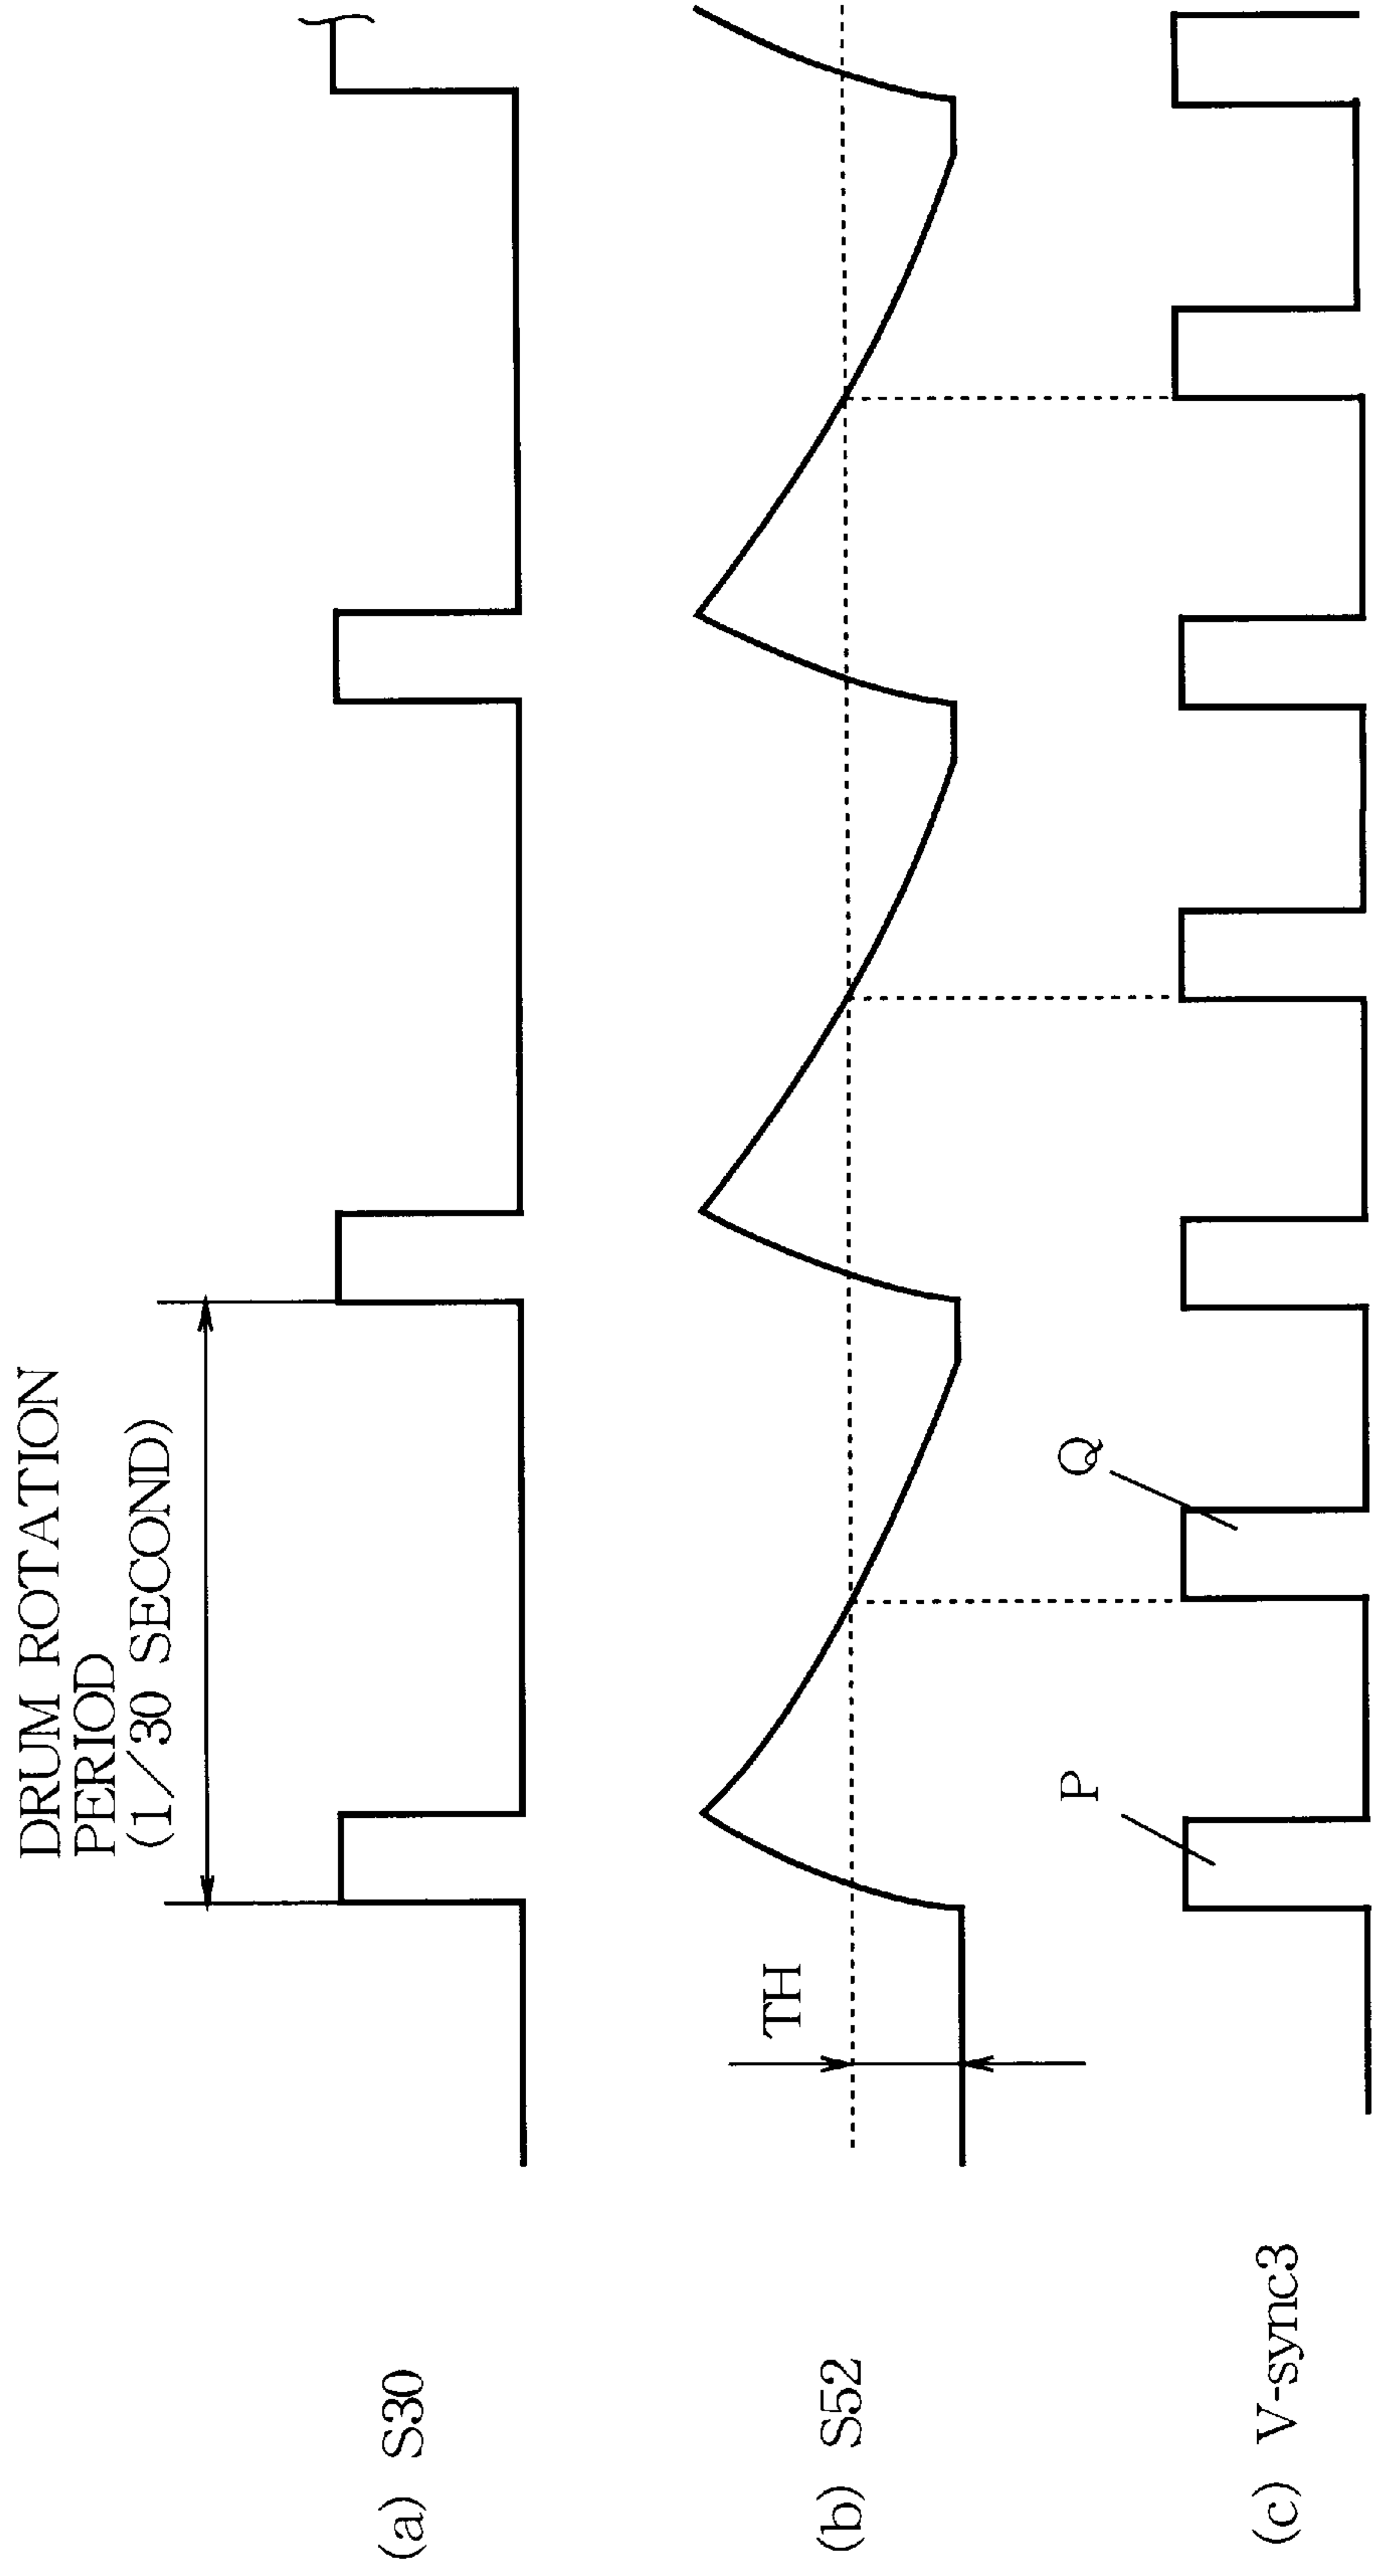 DRUM ROTATION
PERIOD
(1/30 SECOND)
(a) S30
TH
(b) S52
P
Q
(c) V-sync3